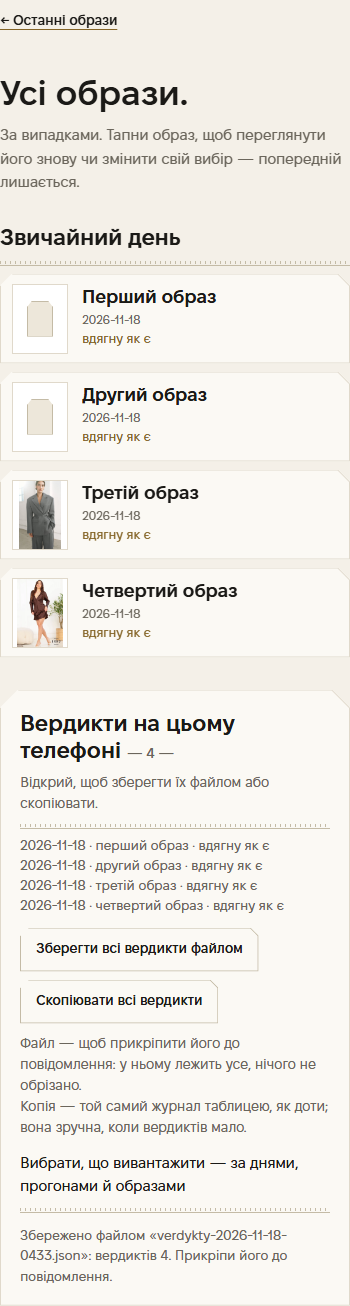 ← Останні образи
Усі образи.
За випадками. Тапни образ, щоб переглянути
його знову чи змінити свій вибір — попередній
лишається.
Звичайний день
Перший образ
2026-11-18
вдягну як є
Другий образ
2026-11-18
вдягну як є
Третій образ
2026-11-18
вдягну як є
Четвертий образ
2026-11-18
вдягну як є
Вердикти на цьому
телефоні — 4 —
Відкрий, щоб зберегти їх файлом або
скопіювати.
2026-11-18 · перший образ · вдягну як є
2026-11-18 · другий образ · вдягну як є
2026-11-18 · третій образ · вдягну як є
2026-11-18 · четвертий образ · вдягну як є
Зберегти всі вердикти файлом
Скопіювати всі вердикти
Файл — щоб прикріпити його до
повідомлення: у ньому лежить усе, нічого не
обрізано.
Копія — той самий журнал таблицею, як доти;
вона зручна, коли вердиктів мало.
Вибрати, що вивантажити — за днями,
прогонами й образами
Збережено файлом «verdykty-2026-11-18-
0433.json»: вердиктів 4. Прикріпи його до
повідомлення.